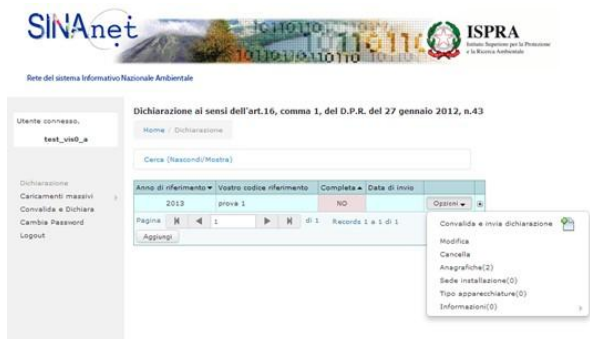 SINAnet
ISPRA
Istituto Superiore per la Protezione
e la Ricerca Ambientale
Rete del sistema Informativo Nazionale Ambientale
Utente connesso,
test_vis0_a
Dichiarazione
Caricamenti massivi
Convalida e Dichiara
Cambia Password
Logout
Dichiarazione ai sensi dell'art.16, comma 1, del D.P.R. del 27 gennaio 2012, n.43
Home / Dichiarazione
Cerca (Nascondi/Mostra)
Anno di riferimento Vostro codice riferimento Completa Data di invio
2013 prova 1 NO Opzioni
Pagina 1 di 1 Records 1 a 1 di 1
Aggiungi
Convalida e invia dichiarazione
Modifica
Cancella
Anagrafiche(2)
Sede installazione(0)
Tipo apparecchiature(0)
Informazioni(0)